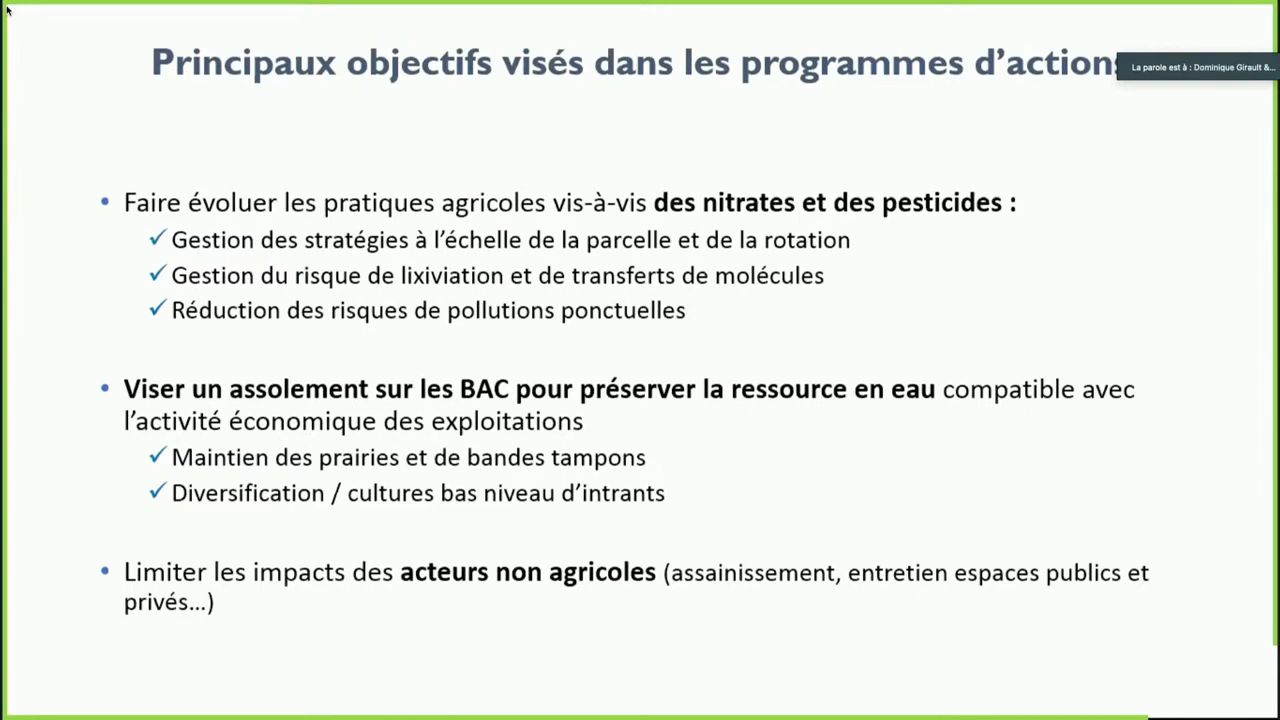 Principaux objectifs visés dans les programmes d’actions
La parole est à : Dominique Girault &...
• Faire évoluer les pratiques agricoles vis-à-vis des nitrates et des pesticides :
✓ Gestion des stratégies à l’échelle de la parcelle et de la rotation
✓ Gestion du risque de lixiviation et de transferts de molécules
✓ Réduction des risques de pollutions ponctuelles
• Viser un assolement sur les BAC pour préserver la ressource en eau compatible avec
l’activité économique des exploitations
✓ Maintien des prairies et de bandes tampons
✓ Diversification / cultures bas niveau d’intrants
• Limiter les impacts des acteurs non agricoles (assainissement, entretien espaces publics et
privés…)